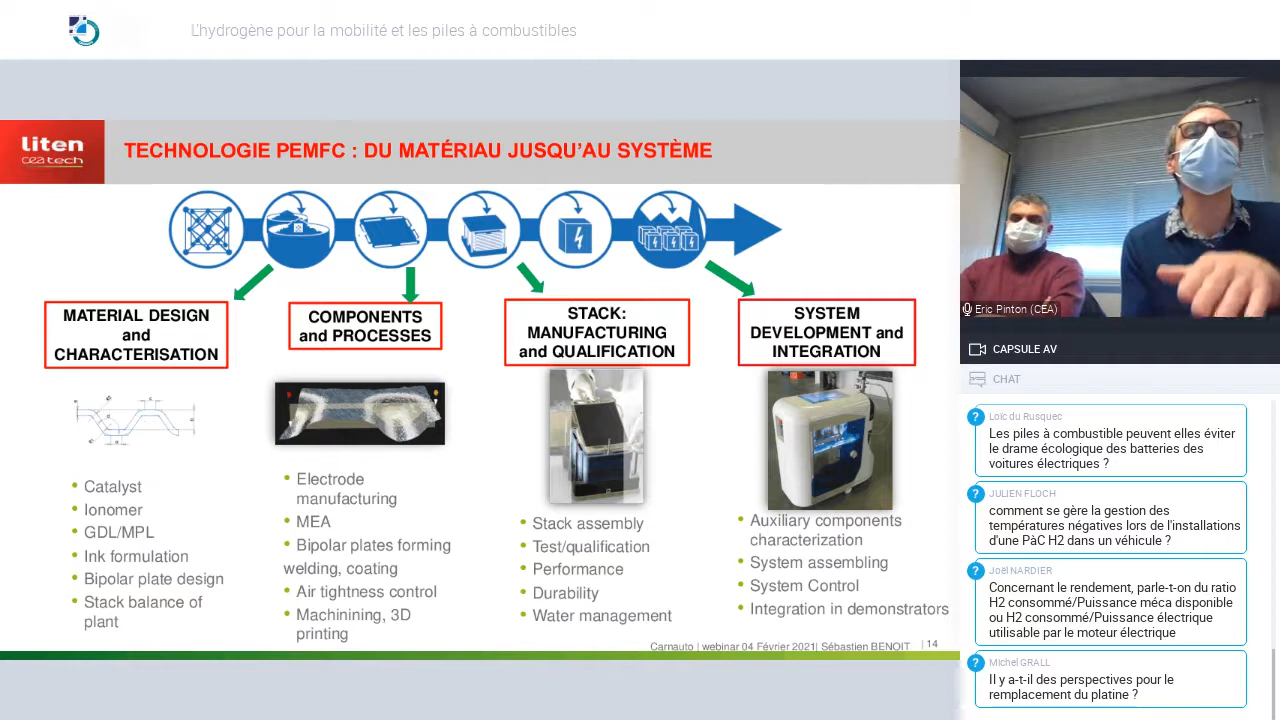 L'hydrogène pour la mobilité et les piles à combustibles
liten
ceatech
TECHNOLOGIE PEMFC : DU MATÉRIAU JUSQU'AU SYSTÈME
MATERIAL DESIGN
and
CHARACTERISATION
• Catalyst
• Ionomer
• GDL/MPL
• Ink formulation
• Bipolar plate design
• Stack balance of
plant
COMPONENTS
and PROCESSES
• Electrode
manufacturing
• MEA
• Bipolar plates forming
welding, coating
• Air tightness control
• Machinining, 3D
printing
STACK:
MANUFACTURING
and QUALIFICATION
• Stack assembly
• Test/qualification
• Performance
• Durability
• Water management
SYSTEM
DEVELOPMENT and
INTEGRATION
• Auxiliary components
characterization
• System assembling
• System Control
• Integration in demonstrators
Carnauto | webinar 04 Février 2021| Sébastien BENOIT | 14
Eric Pinton (CEA)
CAPSULE AV
CHAT
? Loïc du Rusquec
Les piles à combustible peuvent elles éviter
le drame écologique des batteries des
voitures électriques ?
? JULIEN FLOCH
comment se gère la gestion des
températures négatives lors de l'installations
d'une PàC H2 dans un véhicule ?
? Joël NARDIER
Concernant le rendement, parle-t-on du ratio
H2 consommé/Puissance méca disponible
ou H2 consommé/Puissance électrique
utilisable par le moteur électrique
? Michel GRALL
Il y a-t-il des perspectives pour le
remplacement du platine ?